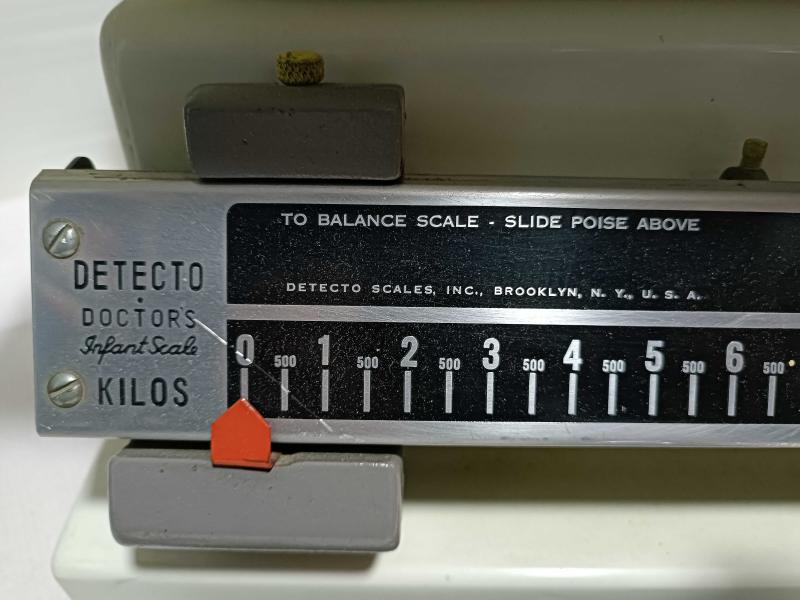 TO BALANCE SCALE - SLIDE POISE ABOVE
DETECTO SCALES, INC., BROOKLYN, N. Y., U. S. A.
DETECTO
DOCTOR'S
Infant Scale
KILOS
0 500 1 500 2 500 3 500 4 500 5 500 6 500